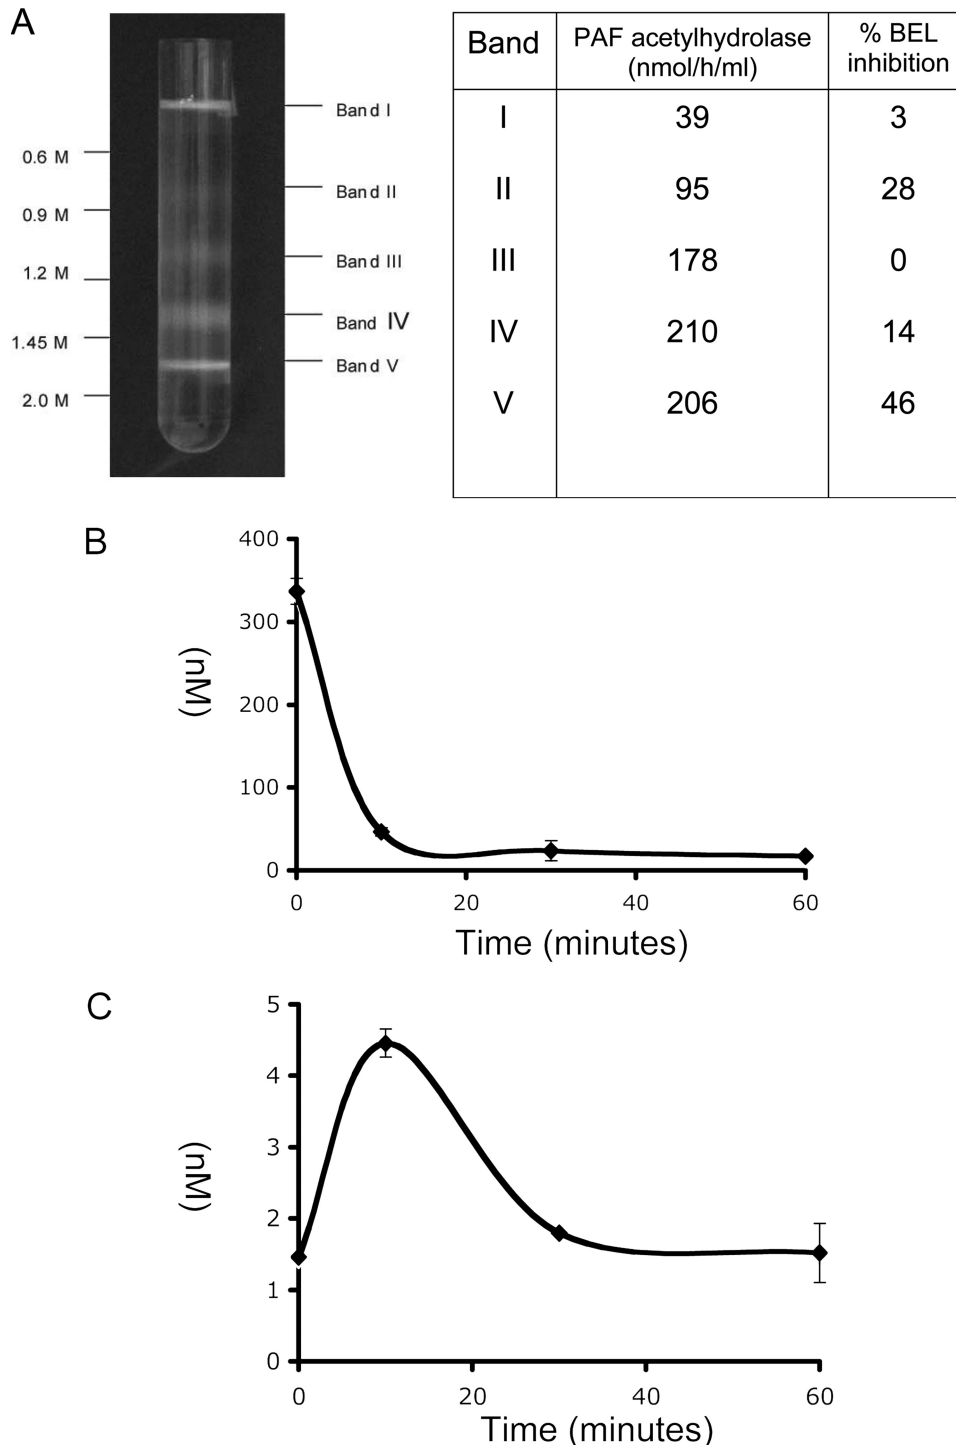 A
0.6 M
0.9 M
1.2 M
1.45 M
2.0 M
Band I
Band II
Band III
Band IV
Band V
Band PAF acetylhydrolase (nmol/h/ml) % BEL inhibition
I 39 3
II 95 28
III 178 0
IV 210 14
V 206 46
B
400
300
200
100
0
(nM)
0 20 40 60
Time (minutes)
C
5
4
3
2
1
0
(nM)
0 20 40 60
Time (minutes)